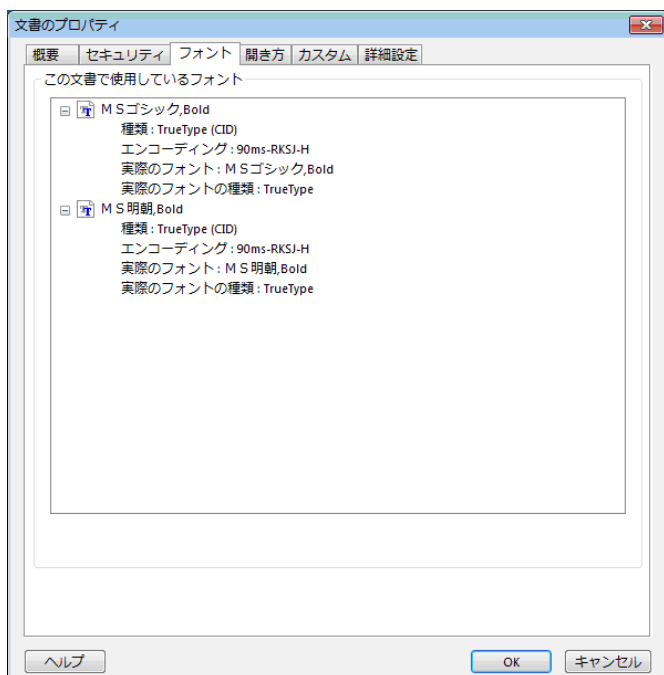 文書のプロパティ
概要 セキュリティ フォント 開き方 カスタム 詳細設定
この文書で使用しているフォント
ＭＳゴシック,Bold
種類 : TrueType (CID)
エンコーディング : 90ms-RKSJ-H
実際のフォント : ＭＳゴシック,Bold
実際のフォントの種類 : TrueType
ＭＳ明朝,Bold
種類 : TrueType (CID)
エンコーディング : 90ms-RKSJ-H
実際のフォント : ＭＳ明朝,Bold
実際のフォントの種類 : TrueType
ヘルプ OK キャンセル